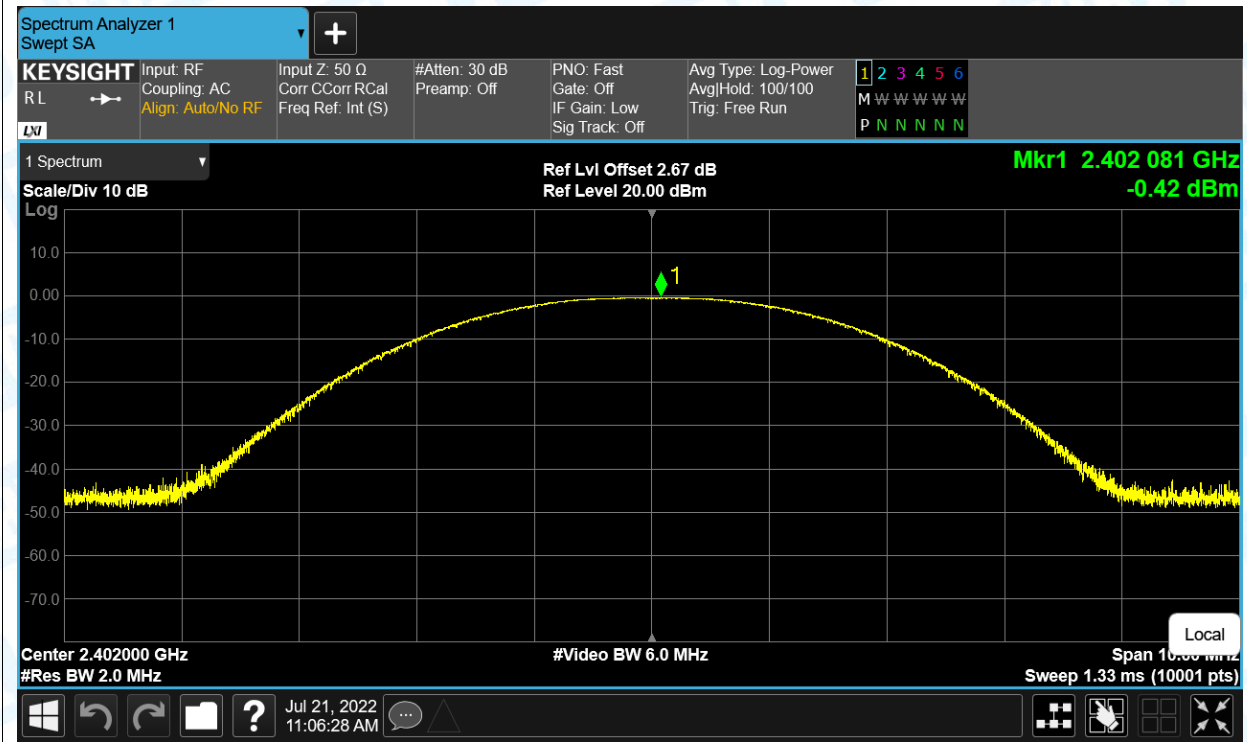 Spectrum Analyzer 1
Swept SA
+
KEYSIGHT
R L
LXI
Input: RF
Coupling: AC
Align: Auto/No RF
Input Z: 50 Ω
Corr CCorr RCal
Freq Ref: Int (S)
#Atten: 30 dB
Preamp: Off
PNO: Fast
Gate: Off
IF Gain: Low
Sig Track: Off
Avg Type: Log-Power
Avg|Hold: 100/100
Trig: Free Run
1 2 3 4 5 6
M W W W W W
P N N N N N
1 Spectrum
Scale/Div 10 dB
Log
Ref Lvl Offset 2.67 dB
Ref Level 20.00 dBm
Mkr1 2.402 081 GHz
-0.42 dBm
10.0
0.00
-10.0
-20.0
-30.0
-40.0
-50.0
-60.0
-70.0
1
Local
Center 2.402000 GHz
#Video BW 6.0 MHz
Span 10.00 MHz
#Res BW 2.0 MHz
Sweep 1.33 ms (10001 pts)
?
Jul 21, 2022
11:06:28 AM